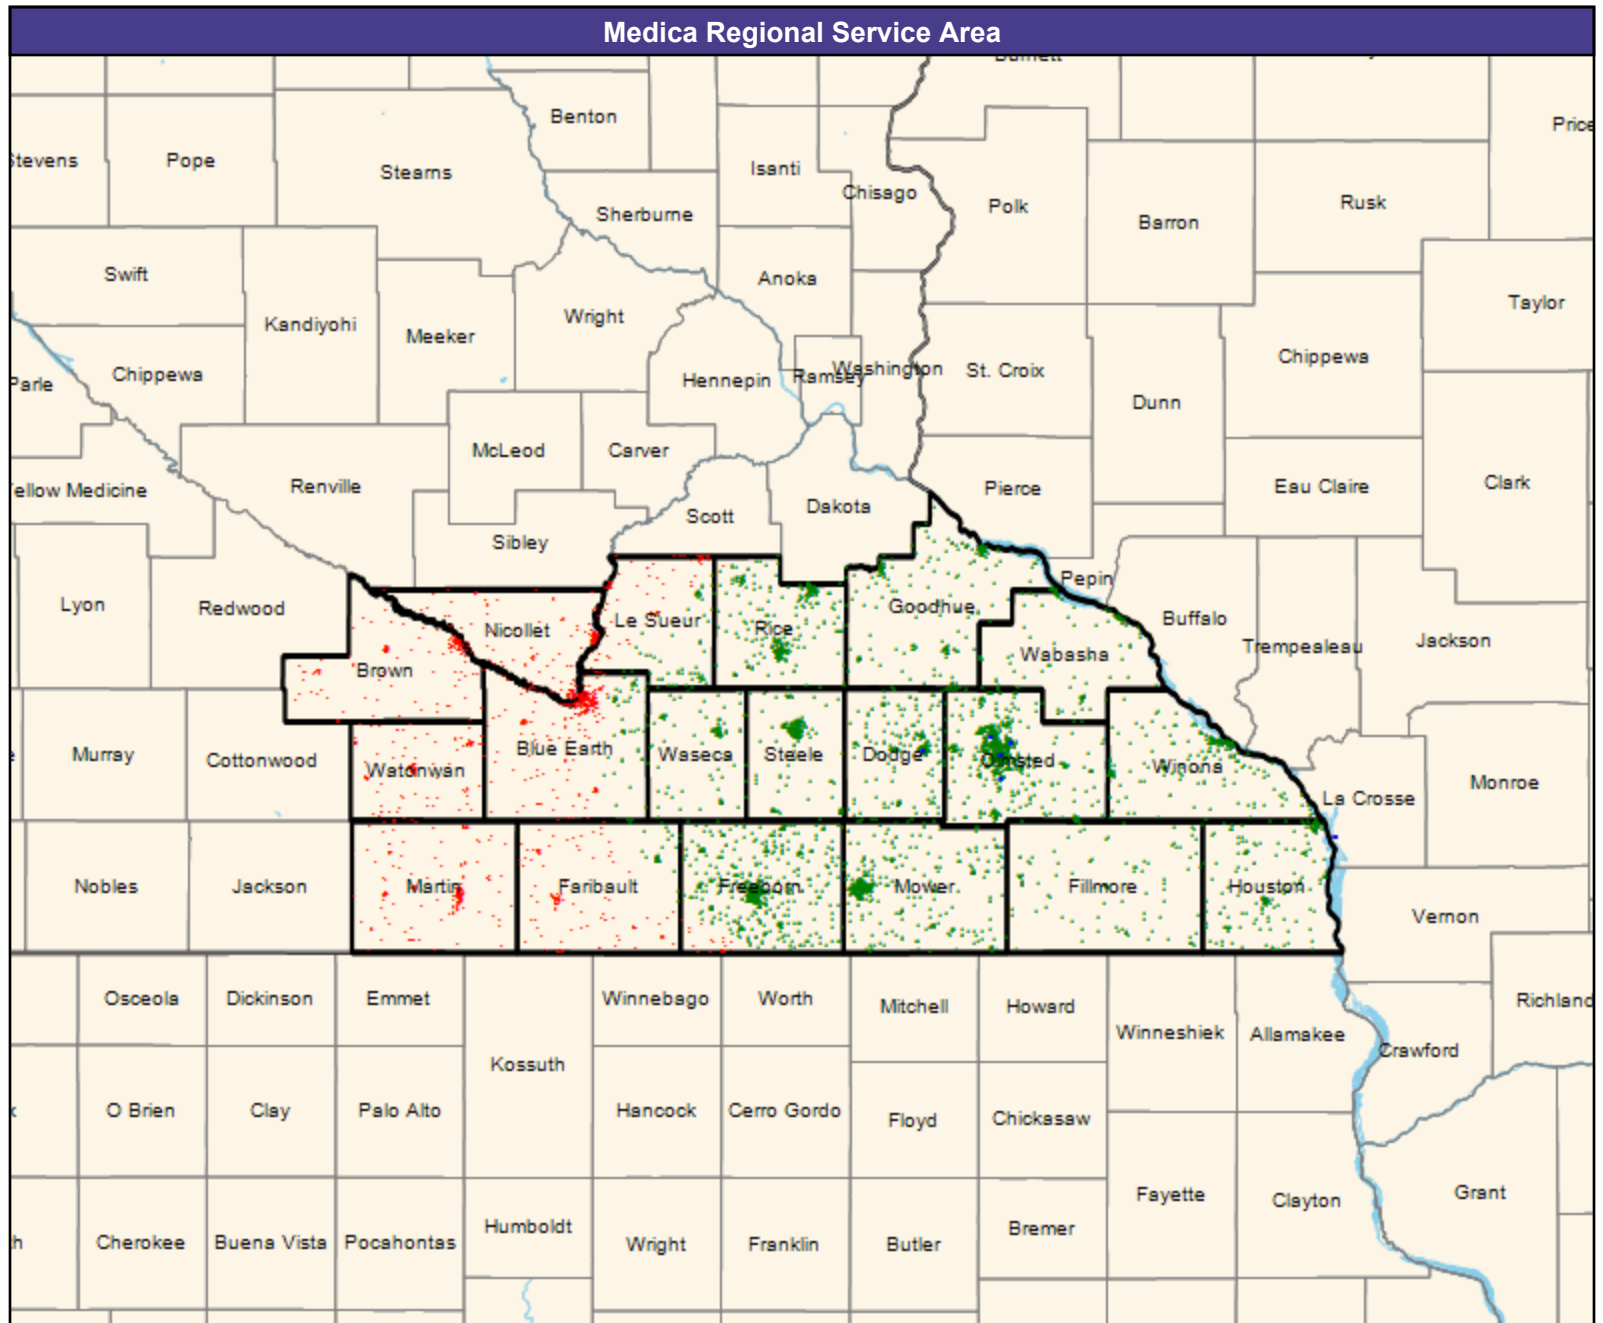 Medica Regional Service Area
Benton
Price
Stevens
Pope
Stearns
Isanti
Chisago
Polk
Barron
Rusk
Sherburne
Swift
Anoka
Taylor
Kandiyohi
Meeker
Wright
Chippewa
Parle
Chippewa
Hennepin
Ramsey
Washington
St. Croix
Dunn
McLeod
Carver
Renville
ellow Medicine
Pierce
Eau Claire
Clark
Scott
Dakota
Sibley
Lyon
Redwood
Nicollet
Le Sueur
Rice
Goodhue
Pepin
Buffalo
Trempealeau
Jackson
Brown
Wabasha
Murray
Cottonwood
Watonwan
Blue Earth
Waseca
Steele
Dodge
Olmsted
Winona
La Crosse
Monroe
Nobles
Jackson
Martin
Faribault
Freeborn
Mower
Fillmore
Houston
Vernon
Osceola
Dickinson
Emmet
Winnebago
Worth
Mitchell
Howard
Richland
Kossuth
Winneshiek
Allamakee
Crawford
O Brien
Clay
Palo Alto
Hancock
Cerro Gordo
Floyd
Chickasaw
Fayette
Clayton
Grant
Cherokee
Buena Vista
Pocahontas
Humboldt
Wright
Franklin
Butler
Bremer